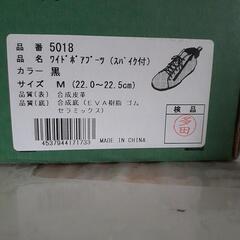 品 番 5018
品 名 ワイドボアブーツ (スパイク付)
カラー 黒
サイズ M (22.0～22.5cm)
品質(表) 合成皮革
品質(底) 合成底 (EVA樹脂 ゴム
セラミックス)
検 品
多田
4537944171733
MADE IN CHINA